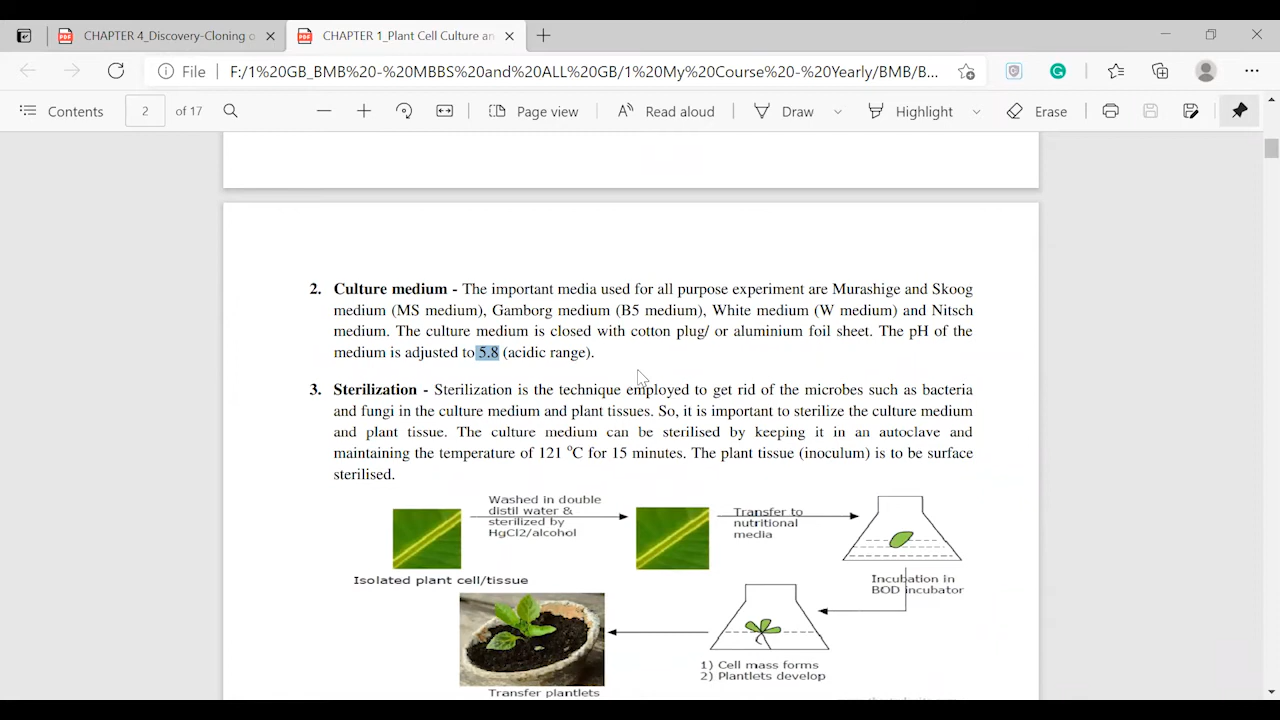 CHAPTER 4_Discovery-Cloning o
CHAPTER 1_Plant Cell Culture an
File
F:/1%20GB_BMB%20-%20MBBS%20and%20ALL%20GB/1%20My%20Course%20-%20Yearly/BMB/B...
Contents
2 of 17
Page view
Read aloud
Draw
Highlight
Erase
2. Culture medium - The important media used for all purpose experiment are Murashige and Skoog
medium (MS medium), Gamborg medium (B5 medium), White medium (W medium) and Nitsch
medium. The culture medium is closed with cotton plug/ or aluminium foil sheet. The pH of the
medium is adjusted to 5.8 (acidic range).
3. Sterilization - Sterilization is the technique employed to get rid of the microbes such as bacteria
and fungi in the culture medium and plant tissues. So, it is important to sterilize the culture medium
and plant tissue. The culture medium can be sterilised by keeping it in an autoclave and
maintaining the temperature of 121 °C for 15 minutes. The plant tissue (inoculum) is to be surface
sterilised.
Washed in double
distil water &
sterilized by
HgCl2/alcohol
Transfer to
nutritional
media
Isolated plant cell/tissue
Incubation in
BOD incubator
1) Cell mass forms
2) Plantlets develop
Transfer plantlets